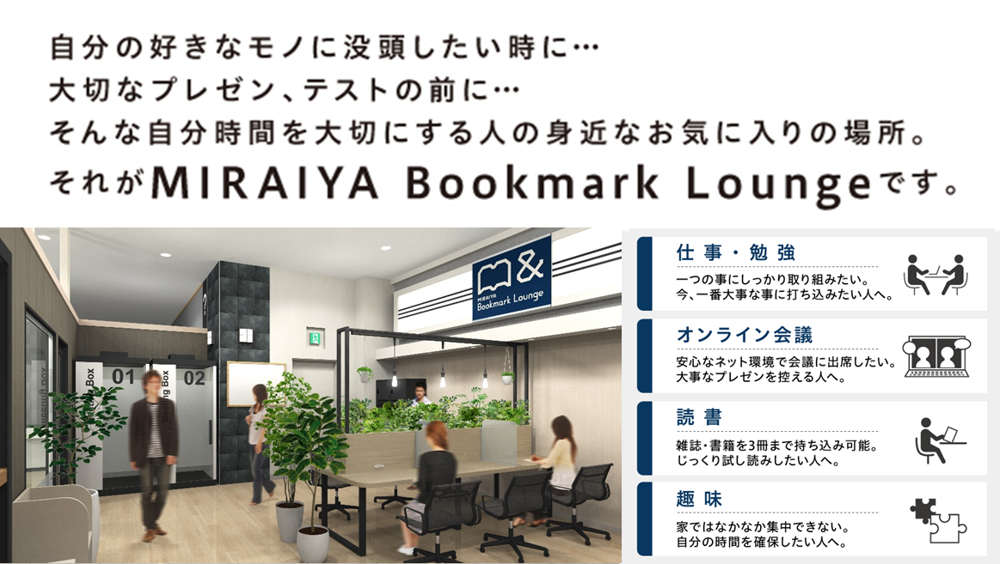 自分の好きなモノに没頭したい時に…
大切なプレゼン、テストの前に…
そんな自分時間を大切にする人の身近なお気に入りの場所。
それがMIRAIYA Bookmark Loungeです。
MIRAIYA
Bookmark Lounge
01
02
Box
Box
仕事・勉強
一つの事にしっかり取り組みたい。
今、一番大事な事に打ち込みたい人へ。
オンライン会議
安心なネット環境で会議に出席したい。
大事なプレゼンを控える人へ。
読書
雑誌・書籍を3冊まで持ち込み可能。
じっくり試し読みしたい人へ。
趣味
家ではなかなか集中できない。
自分の時間を確保したい人へ。